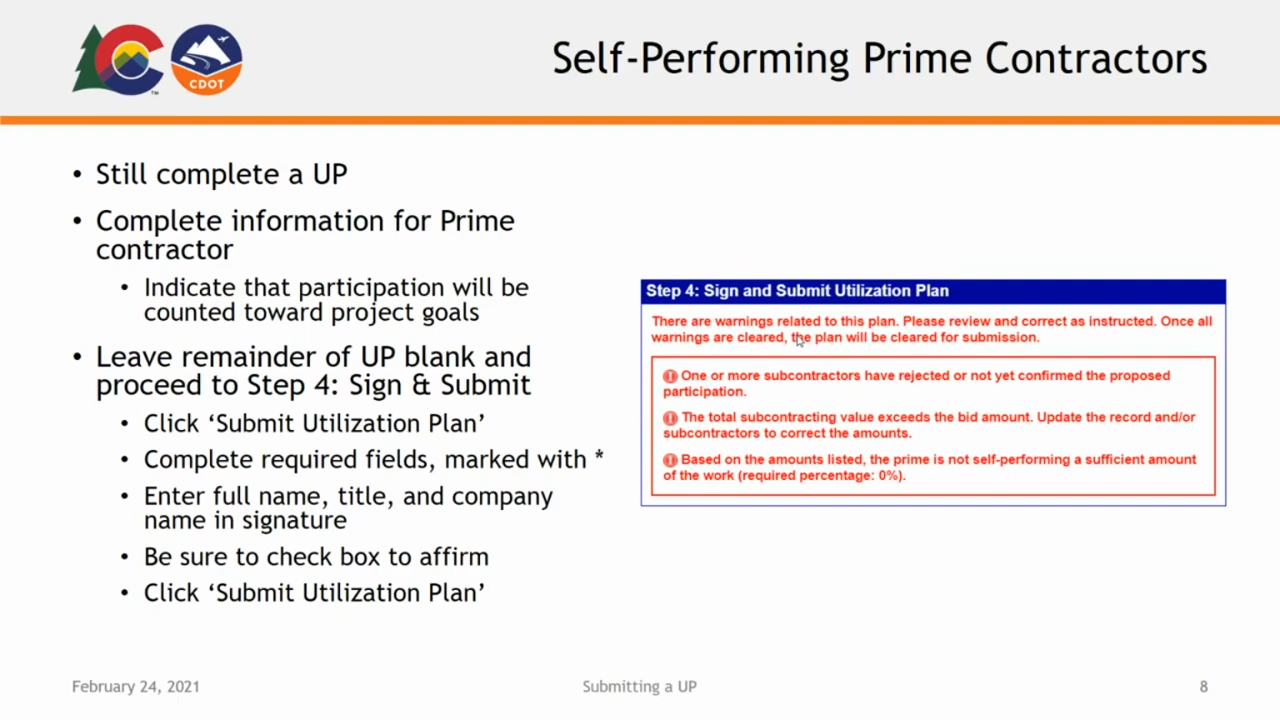 CDOT
TM
Self-Performing Prime Contractors
• Still complete a UP
• Complete information for Prime
contractor
• Indicate that participation will be
counted toward project goals
• Leave remainder of UP blank and
proceed to Step 4: Sign & Submit
• Click ‘Submit Utilization Plan’
• Complete required fields, marked with *
• Enter full name, title, and company
name in signature
• Be sure to check box to affirm
• Click ‘Submit Utilization Plan’
Step 4: Sign and Submit Utilization Plan
There are warnings related to this plan. Please review and correct as instructed. Once all
warnings are cleared, the plan will be cleared for submission.
! One or more subcontractors have rejected or not yet confirmed the proposed
participation.
! The total subcontracting value exceeds the bid amount. Update the record and/or
subcontractors to correct the amounts.
! Based on the amounts listed, the prime is not self-performing a sufficient amount
of the work (required percentage: 0%).
February 24, 2021
Submitting a UP
8